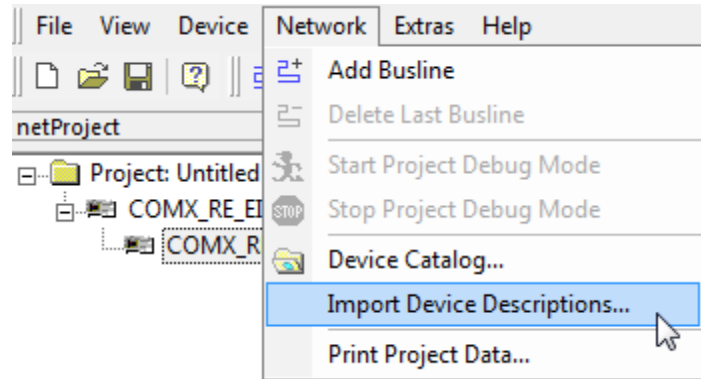 File View Device Network Extras Help
Add Busline
Delete Last Busline
netProject
Start Project Debug Mode
Project: Untitled
STOP Stop Project Debug Mode
COMX_RE_EI
COMX_R
Device Catalog...
Import Device Descriptions...
Print Project Data...